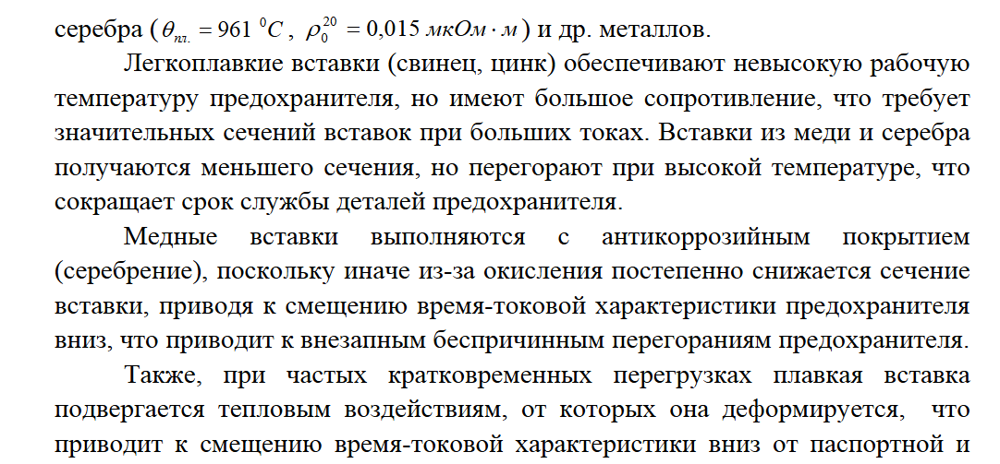 серебра (θпл. = 961 ⁰C , ρ₀²⁰ = 0,015 мкОм · м) и др. металлов.
Легкоплавкие вставки (свинец, цинк) обеспечивают невысокую рабочую
температуру предохранителя, но имеют большое сопротивление, что требует
значительных сечений вставок при больших токах. Вставки из меди и серебра
получаются меньшего сечения, но перегорают при высокой температуре, что
сокращает срок службы деталей предохранителя.
Медные вставки выполняются с антикоррозийным покрытием
(серебрение), поскольку иначе из-за окисления постепенно снижается сечение
вставки, приводя к смещению время-токовой характеристики предохранителя
вниз, что приводит к внезапным беспричинным перегораниям предохранителя.
Также, при частых кратковременных перегрузках плавкая вставка
подвергается тепловым воздействиям, от которых она деформируется, что
приводит к смещению время-токовой характеристики вниз от паспортной и